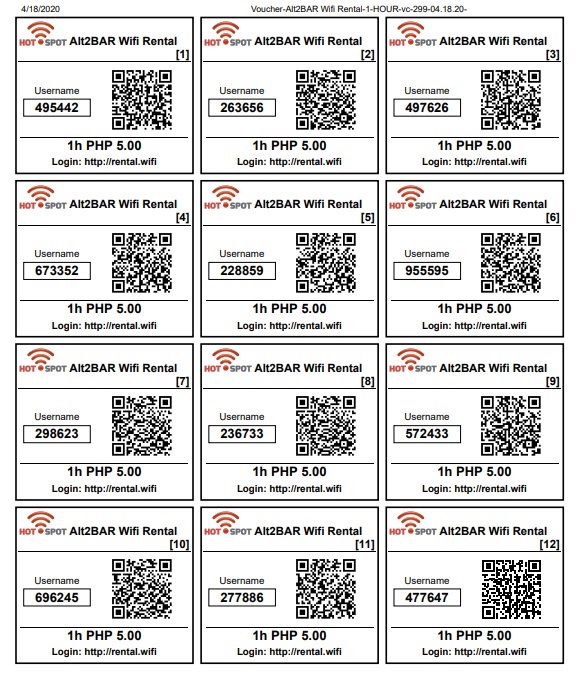 4/18/2020 Voucher-Alt2BAR Wifi Rental-1-HOUR-vc-299-04.18.20-
HOT SPOT Alt2BAR Wifi Rental
[1]
Username
495442
1h PHP 5.00
Login: http://rental.wifi
HOT SPOT Alt2BAR Wifi Rental
[2]
Username
263656
1h PHP 5.00
Login: http://rental.wifi
HOT SPOT Alt2BAR Wifi Rental
[3]
Username
497626
1h PHP 5.00
Login: http://rental.wifi
HOT SPOT Alt2BAR Wifi Rental
[4]
Username
673352
1h PHP 5.00
Login: http://rental.wifi
HOT SPOT Alt2BAR Wifi Rental
[5]
Username
228859
1h PHP 5.00
Login: http://rental.wifi
HOT SPOT Alt2BAR Wifi Rental
[6]
Username
955595
1h PHP 5.00
Login: http://rental.wifi
HOT SPOT Alt2BAR Wifi Rental
[7]
Username
298623
1h PHP 5.00
Login: http://rental.wifi
HOT SPOT Alt2BAR Wifi Rental
[8]
Username
236733
1h PHP 5.00
Login: http://rental.wifi
HOT SPOT Alt2BAR Wifi Rental
[9]
Username
572433
1h PHP 5.00
Login: http://rental.wifi
HOT SPOT Alt2BAR Wifi Rental
[10]
Username
696245
1h PHP 5.00
Login: http://rental.wifi
HOT SPOT Alt2BAR Wifi Rental
[11]
Username
277886
1h PHP 5.00
Login: http://rental.wifi
HOT SPOT Alt2BAR Wifi Rental
[12]
Username
477647
1h PHP 5.00
Login: http://rental.wifi